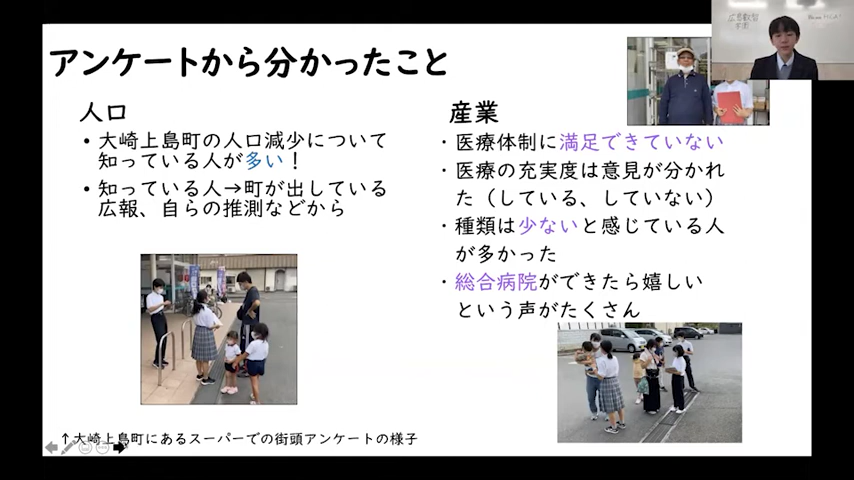 アンケートから分かったこと
人口
・大崎上島町の人口減少について
知っている人が多い！
・知っている人→町が出している
広報、自らの推測などから
産業
・医療体制に満足できていない
・医療の充実度は意見が分かれ
た（している、していない）
・種類は少ないと感じている人
が多かった
・総合病院ができたら嬉しい
という声がたくさん
↑大崎上島町にあるスーパーでの街頭アンケートの様子
広島叡智
学園